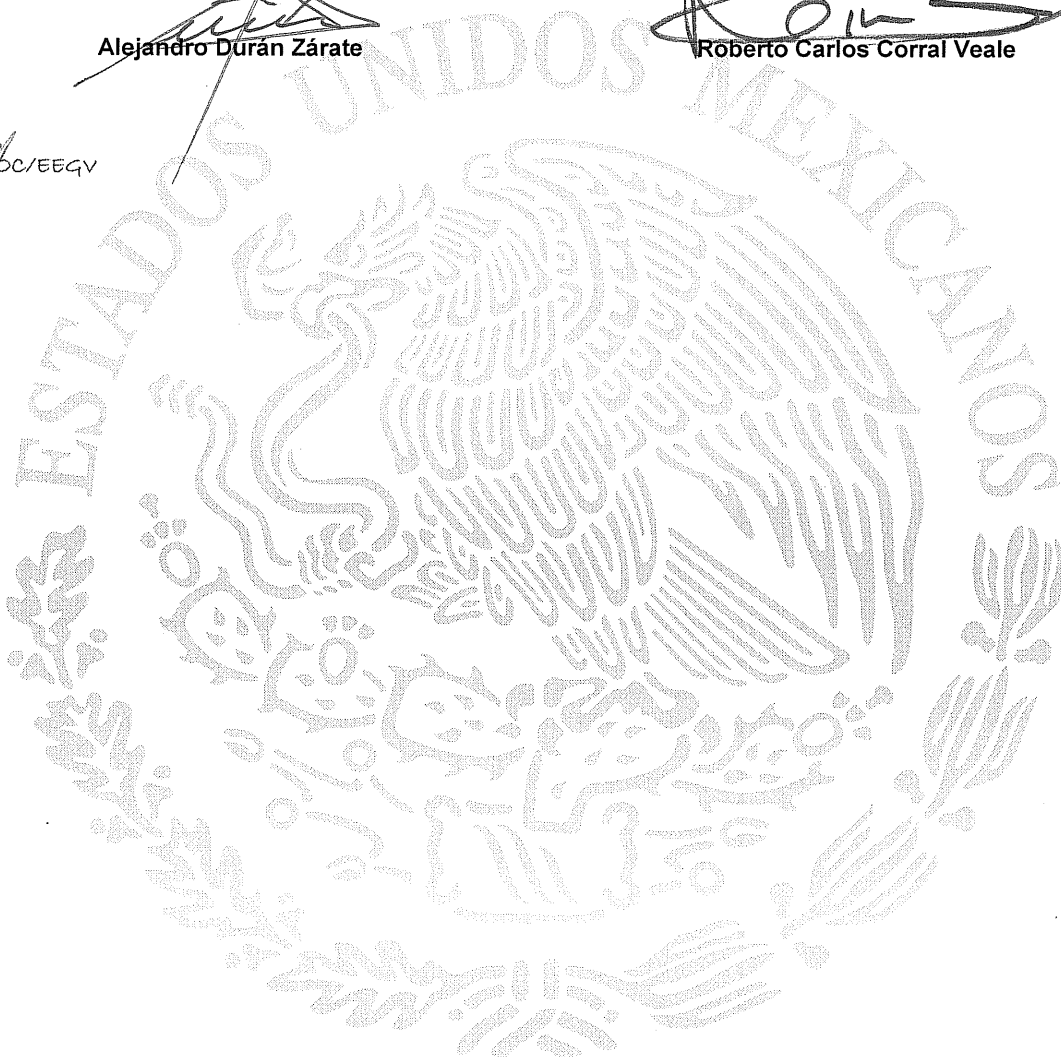 Alejandro Durán Zárate
Roberto Carlos Corral Veale
ESTADOS UNIDOS MEXICANOS